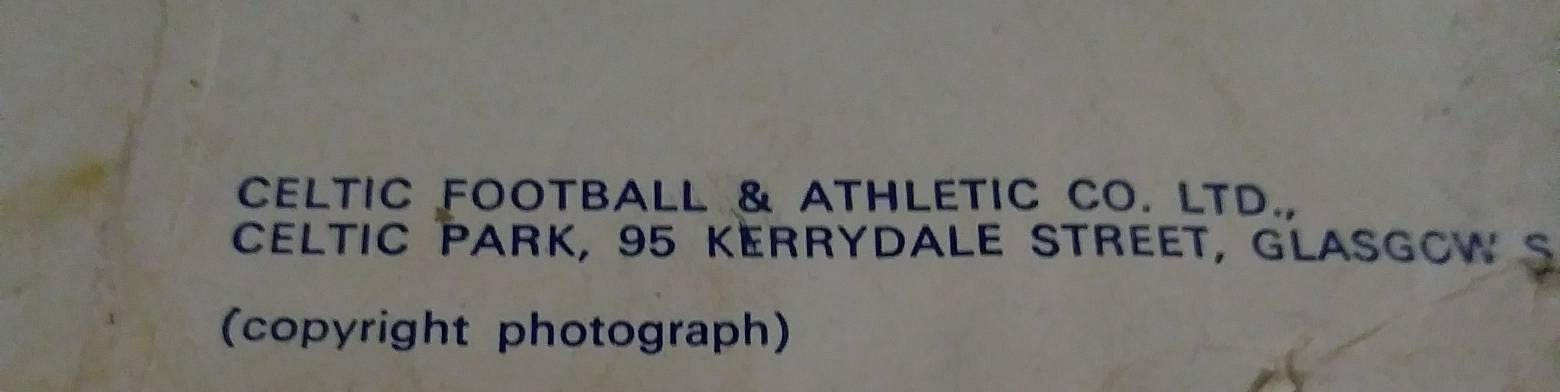 CELTIC FOOTBALL & ATHLETIC CO. LTD.,
CELTIC PARK, 95 KERRYDALE STREET, GLASGOW S
(copyright photograph)